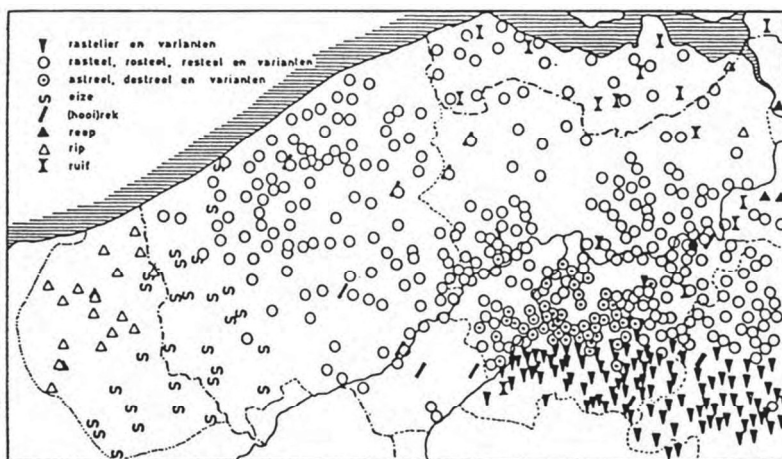 rastelier en varianten
rasteel, rosteel, resteel en varianten
astreel, destreel en varianten
eize
(hooi)rek
reep
rip
ruif